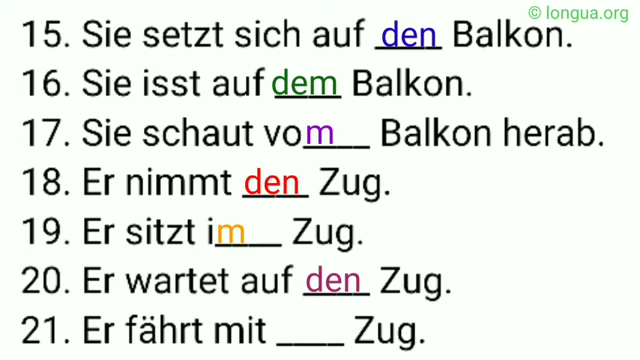 © longua.org
15. Sie setzt sich auf den Balkon.
16. Sie isst auf dem Balkon.
17. Sie schaut vom__ Balkon herab.
18. Er nimmt den Zug.
19. Er sitzt im__ Zug.
20. Er wartet auf den Zug.
21. Er fährt mit ____ Zug.